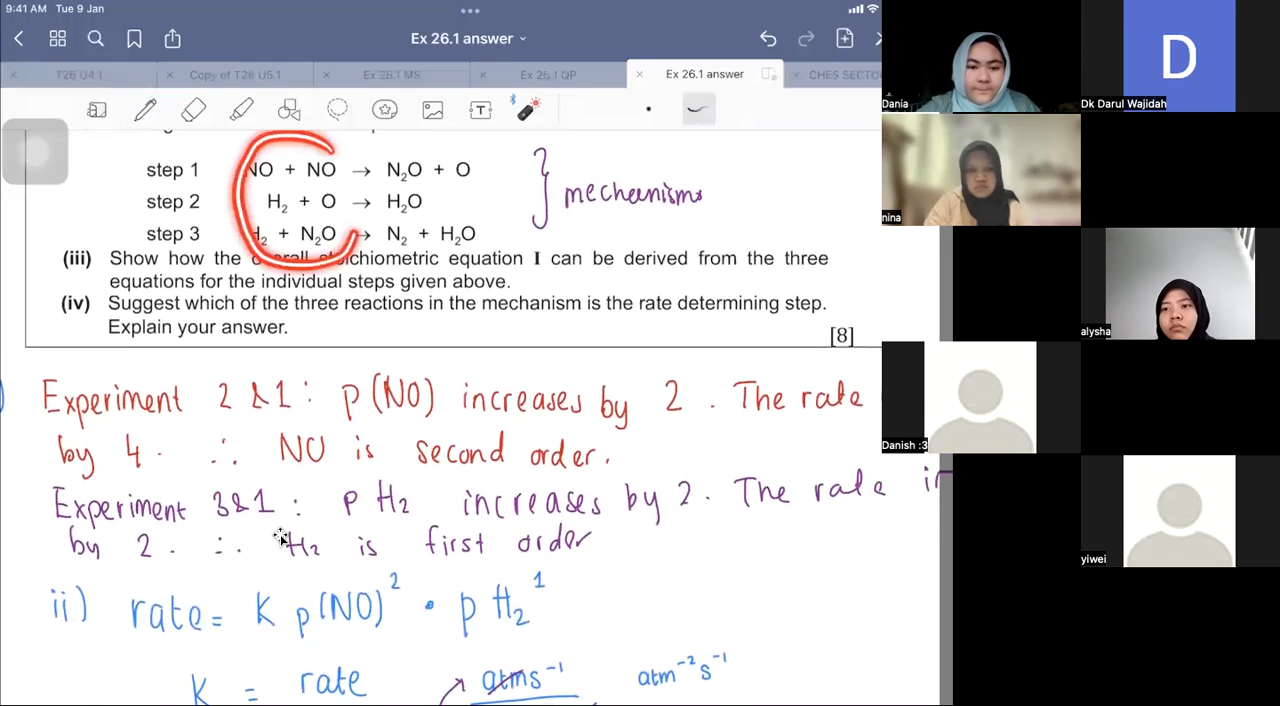 9:41 AM Tue 9 Jan
Ex 26.1 answer
T26 U4 1
Copy of T26 U5.1
Ex 26.1 MS
Ex 26.1 QP
Ex 26.1 answer
CHES SECTO
step 1 NO + NO → N₂O + O
step 2 H₂ + O → H₂O
step 3 H₂ + N₂O → N₂ + H₂O
} mechanisms
(iii) Show how the overall stoichiometric equation I can be derived from the three
equations for the individual steps given above.
(iv) Suggest which of the three reactions in the mechanism is the rate determining step.
Explain your answer.
[8]
Experiment 2 & 1 : p(NO) increases by 2 . The rate
by 4 . ∴ NO is second order.
Experiment 3 & 1 : p H₂ increases by 2 . The rate in
by 2 . ∴ H₂ is first order
ii) rate = K p(NO)² • p H₂¹
K = rate atms⁻¹ atm⁻²s⁻¹
Dania
D
Dk Darul Wajidah
nina
alysha
Danish :3
yiwei